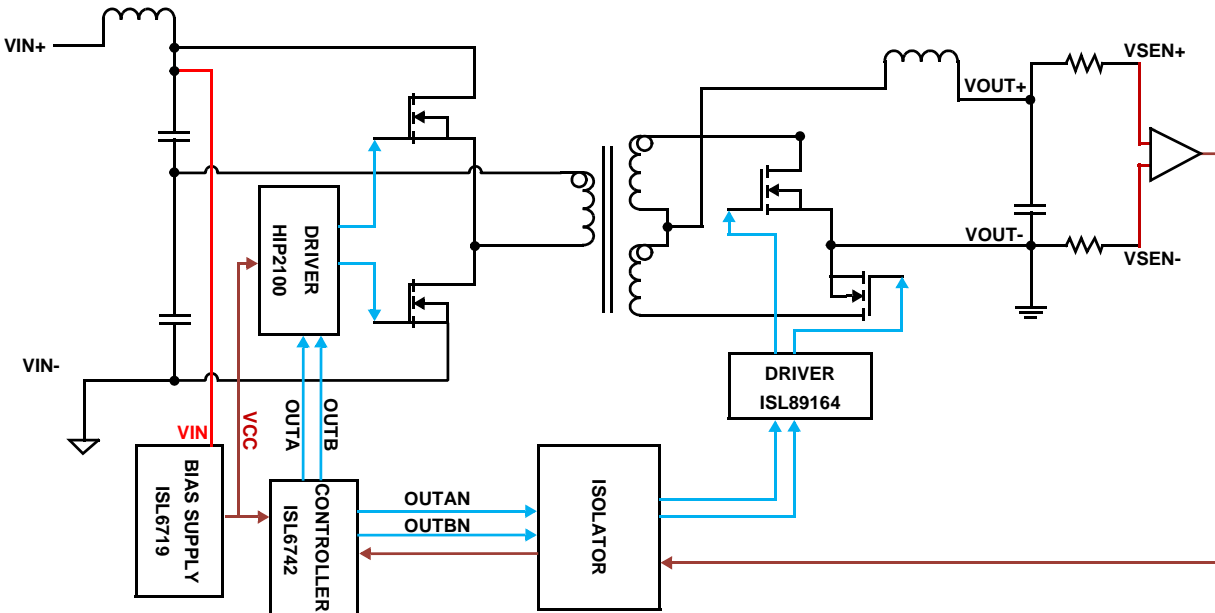 VIN+
VSEN+
VOUT+
DRIVER
HIP2100
VOUT-
VSEN-
VIN-
DRIVER
ISL89164
VIN
VCC
OUTA
OUTB
BIAS SUPPLY
ISL6719
CONTROLLER
ISL6742
OUTAN
OUTBN
ISOLATOR